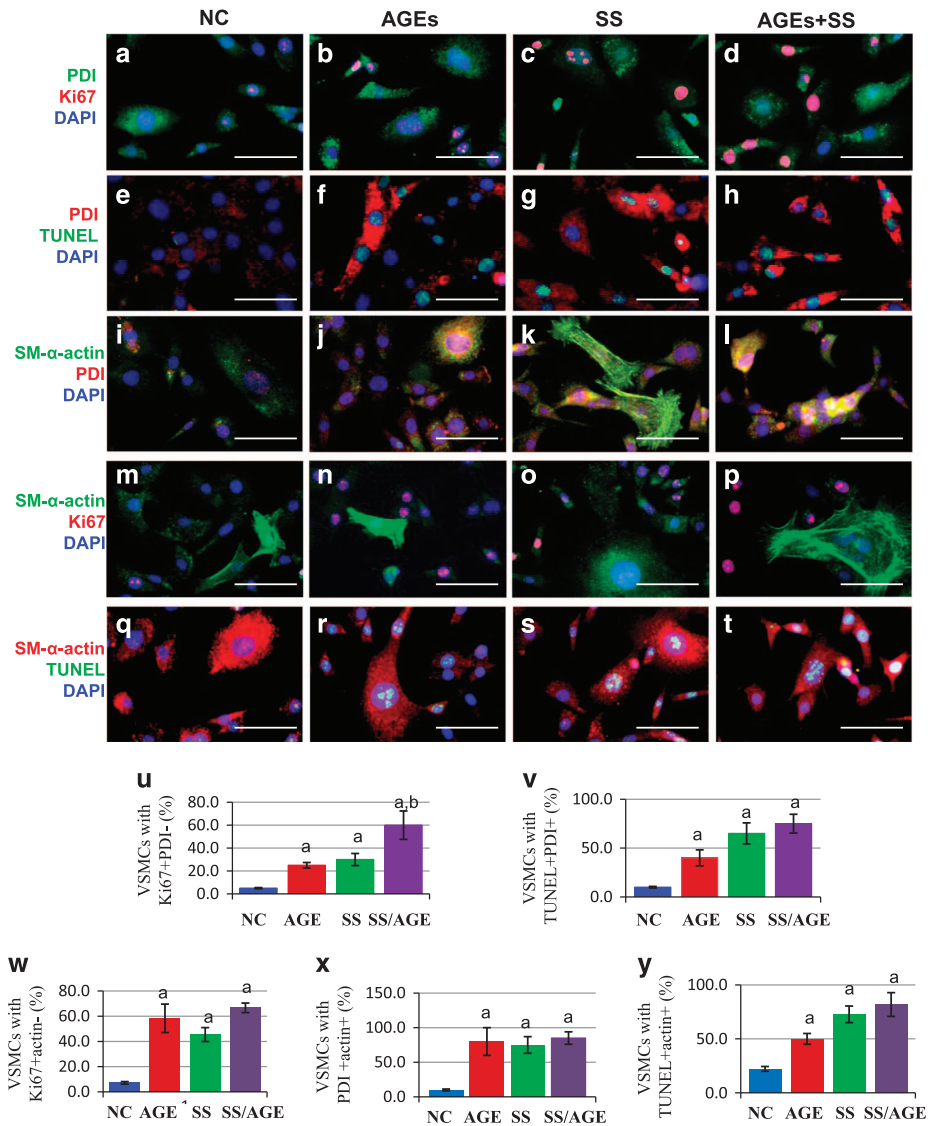 NC AGEs SS AGEs+SS
a b c d
PDI
Ki67
DAPI
e f g h
PDI
TUNEL
DAPI
i j k l
SM-α-actin
PDI
DAPI
m n o p
SM-α-actin
Ki67
DAPI
q r s t
SM-α-actin
TUNEL
DAPI
u
VSMCs with
Ki67+PDI- (%)
80.0
60.0
40.0
20.0
0.0
a a a,b
NC AGE SS SS/AGE
v
VSMCs with
TUNEL+PDI+ (%)
100.0
50.0
0.0
a a a
NC AGE SS SS/AGE
w
VSMCs with
Ki67+actin- (%)
80.0
60.0
40.0
20.0
0.0
a a a
NC AGE SS SS/AGE
x
VSMCs with
PDI +actin+ (%)
150.0
100.0
50.0
0.0
a a a
NC AGE SS SS/AGE
y
VSMCs with
TUNEL+actin+ (%)
100.0
50.0
0.0
a a a
NC AGE SS SS/AGE